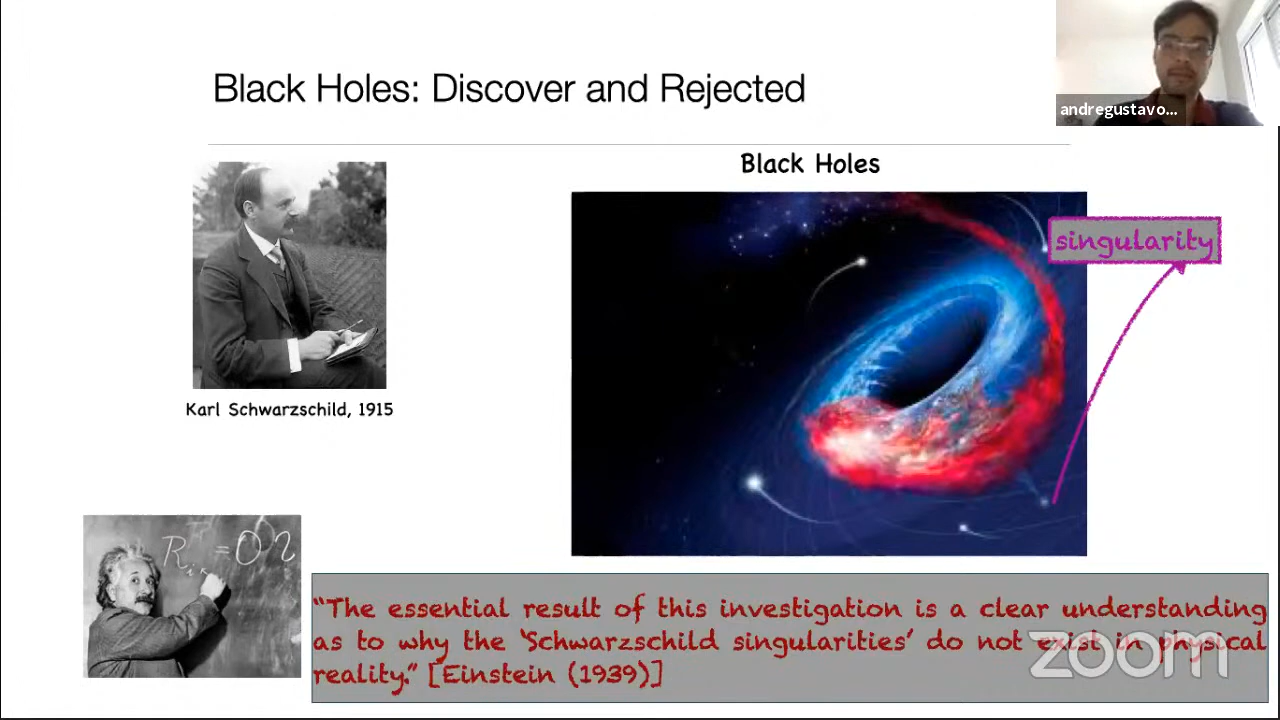 Black Holes: Discover and Rejected
andregustavo...
Black Holes
singularity
Karl Schwarzschild, 1915
R i κ = 0 ?
“The essential result of this investigation is a clear understanding
as to why the ‘Schwarzschild singularities’ do not exist in physical
reality.” [Einstein (1939)]
zoom